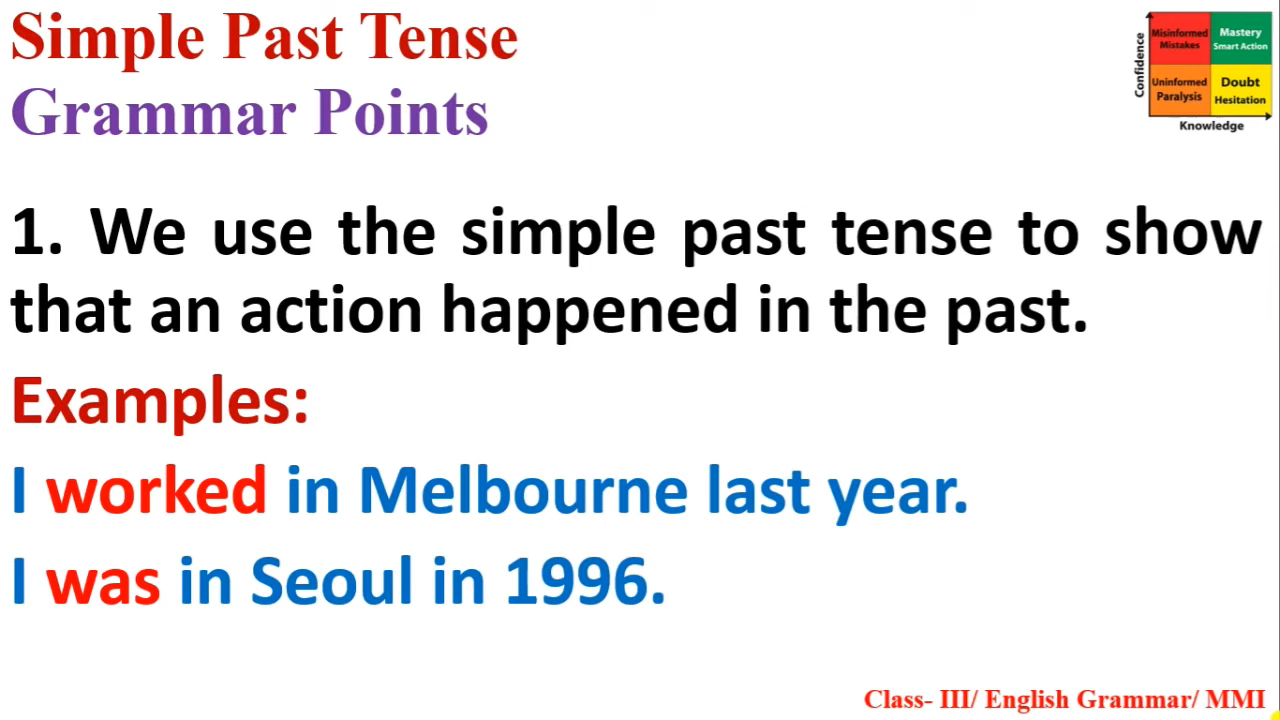 Simple Past Tense
Grammar Points
Confidence
Misinformed
Mistakes
Mastery
Smart Action
Uninformed
Paralysis
Doubt
Hesitation
Knowledge
1. We use the simple past tense to show
that an action happened in the past.
Examples:
I worked in Melbourne last year.
I was in Seoul in 1996.
Class- III/ English Grammar/ MMI